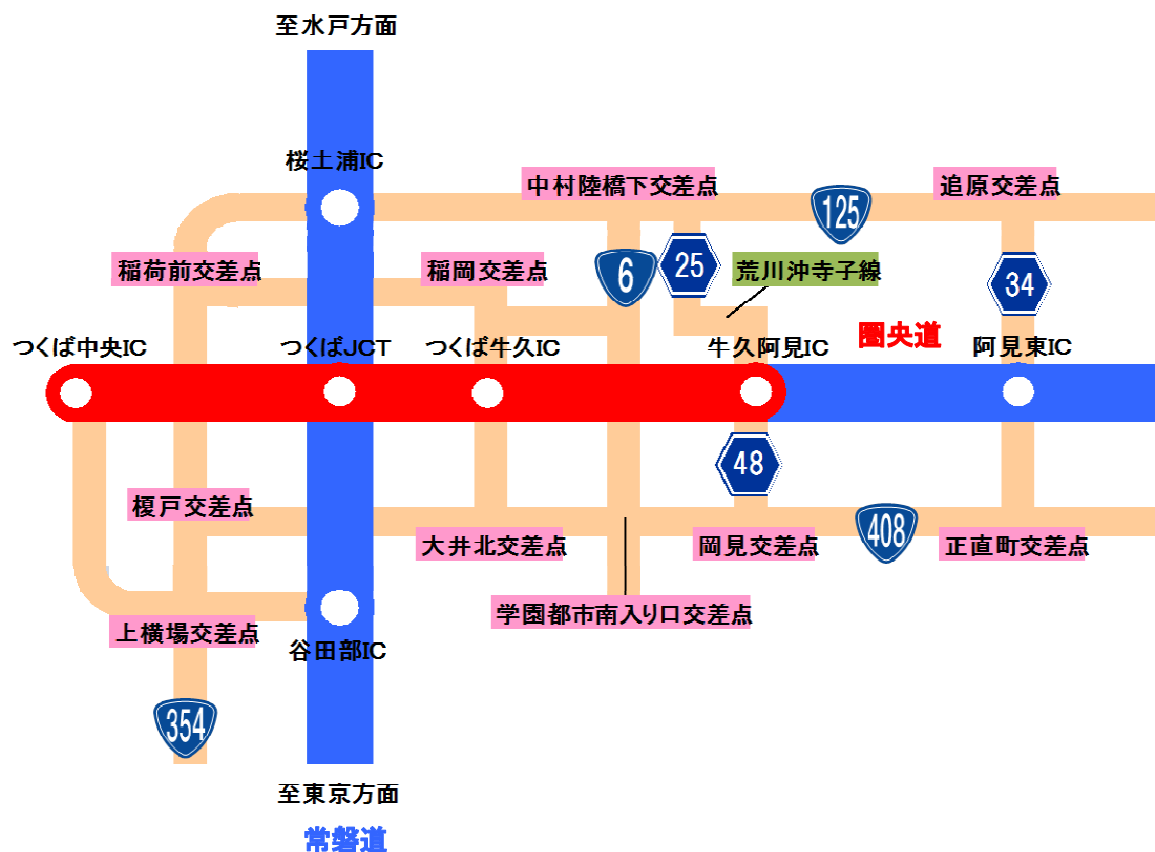 至水戸方面
桜土浦IC
中村陸橋下交差点
追原交差点
125
稲荷前交差点
稲岡交差点
6
25
荒川沖寺子線
34
つくば中央IC
つくばJCT
つくば牛久IC
牛久阿見IC
圏央道
阿見東IC
48
榎戸交差点
大井北交差点
岡見交差点
408
正直町交差点
学園都市南入り口交差点
上横場交差点
谷田部IC
354
至東京方面
常磐道